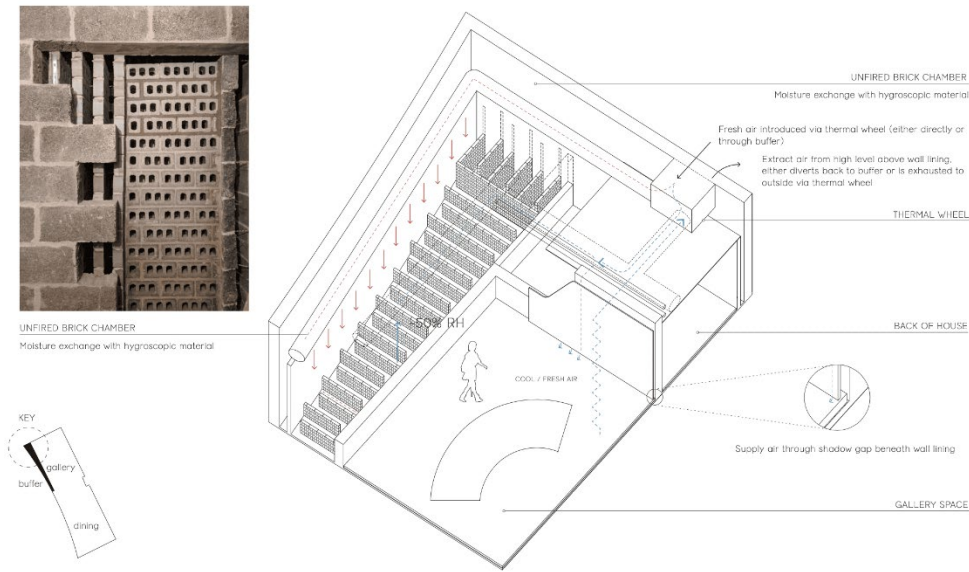 UNFIRED BRICK CHAMBER
Moisture exchange with hygroscopic material
Fresh air introduced via thermal wheel (either directly or
through buffer)
Extract air from high level above wall lining,
either diverts back to buffer or is exhausted to
outside via thermal wheel
THERMAL WHEEL
UNFIRED BRICK CHAMBER
Moisture exchange with hygroscopic material
~50% RH
COOL / FRESH AIR
BACK OF HOUSE
Supply air through shadow gap beneath wall lining
GALLERY SPACE
KEY
gallery
buffer
dining